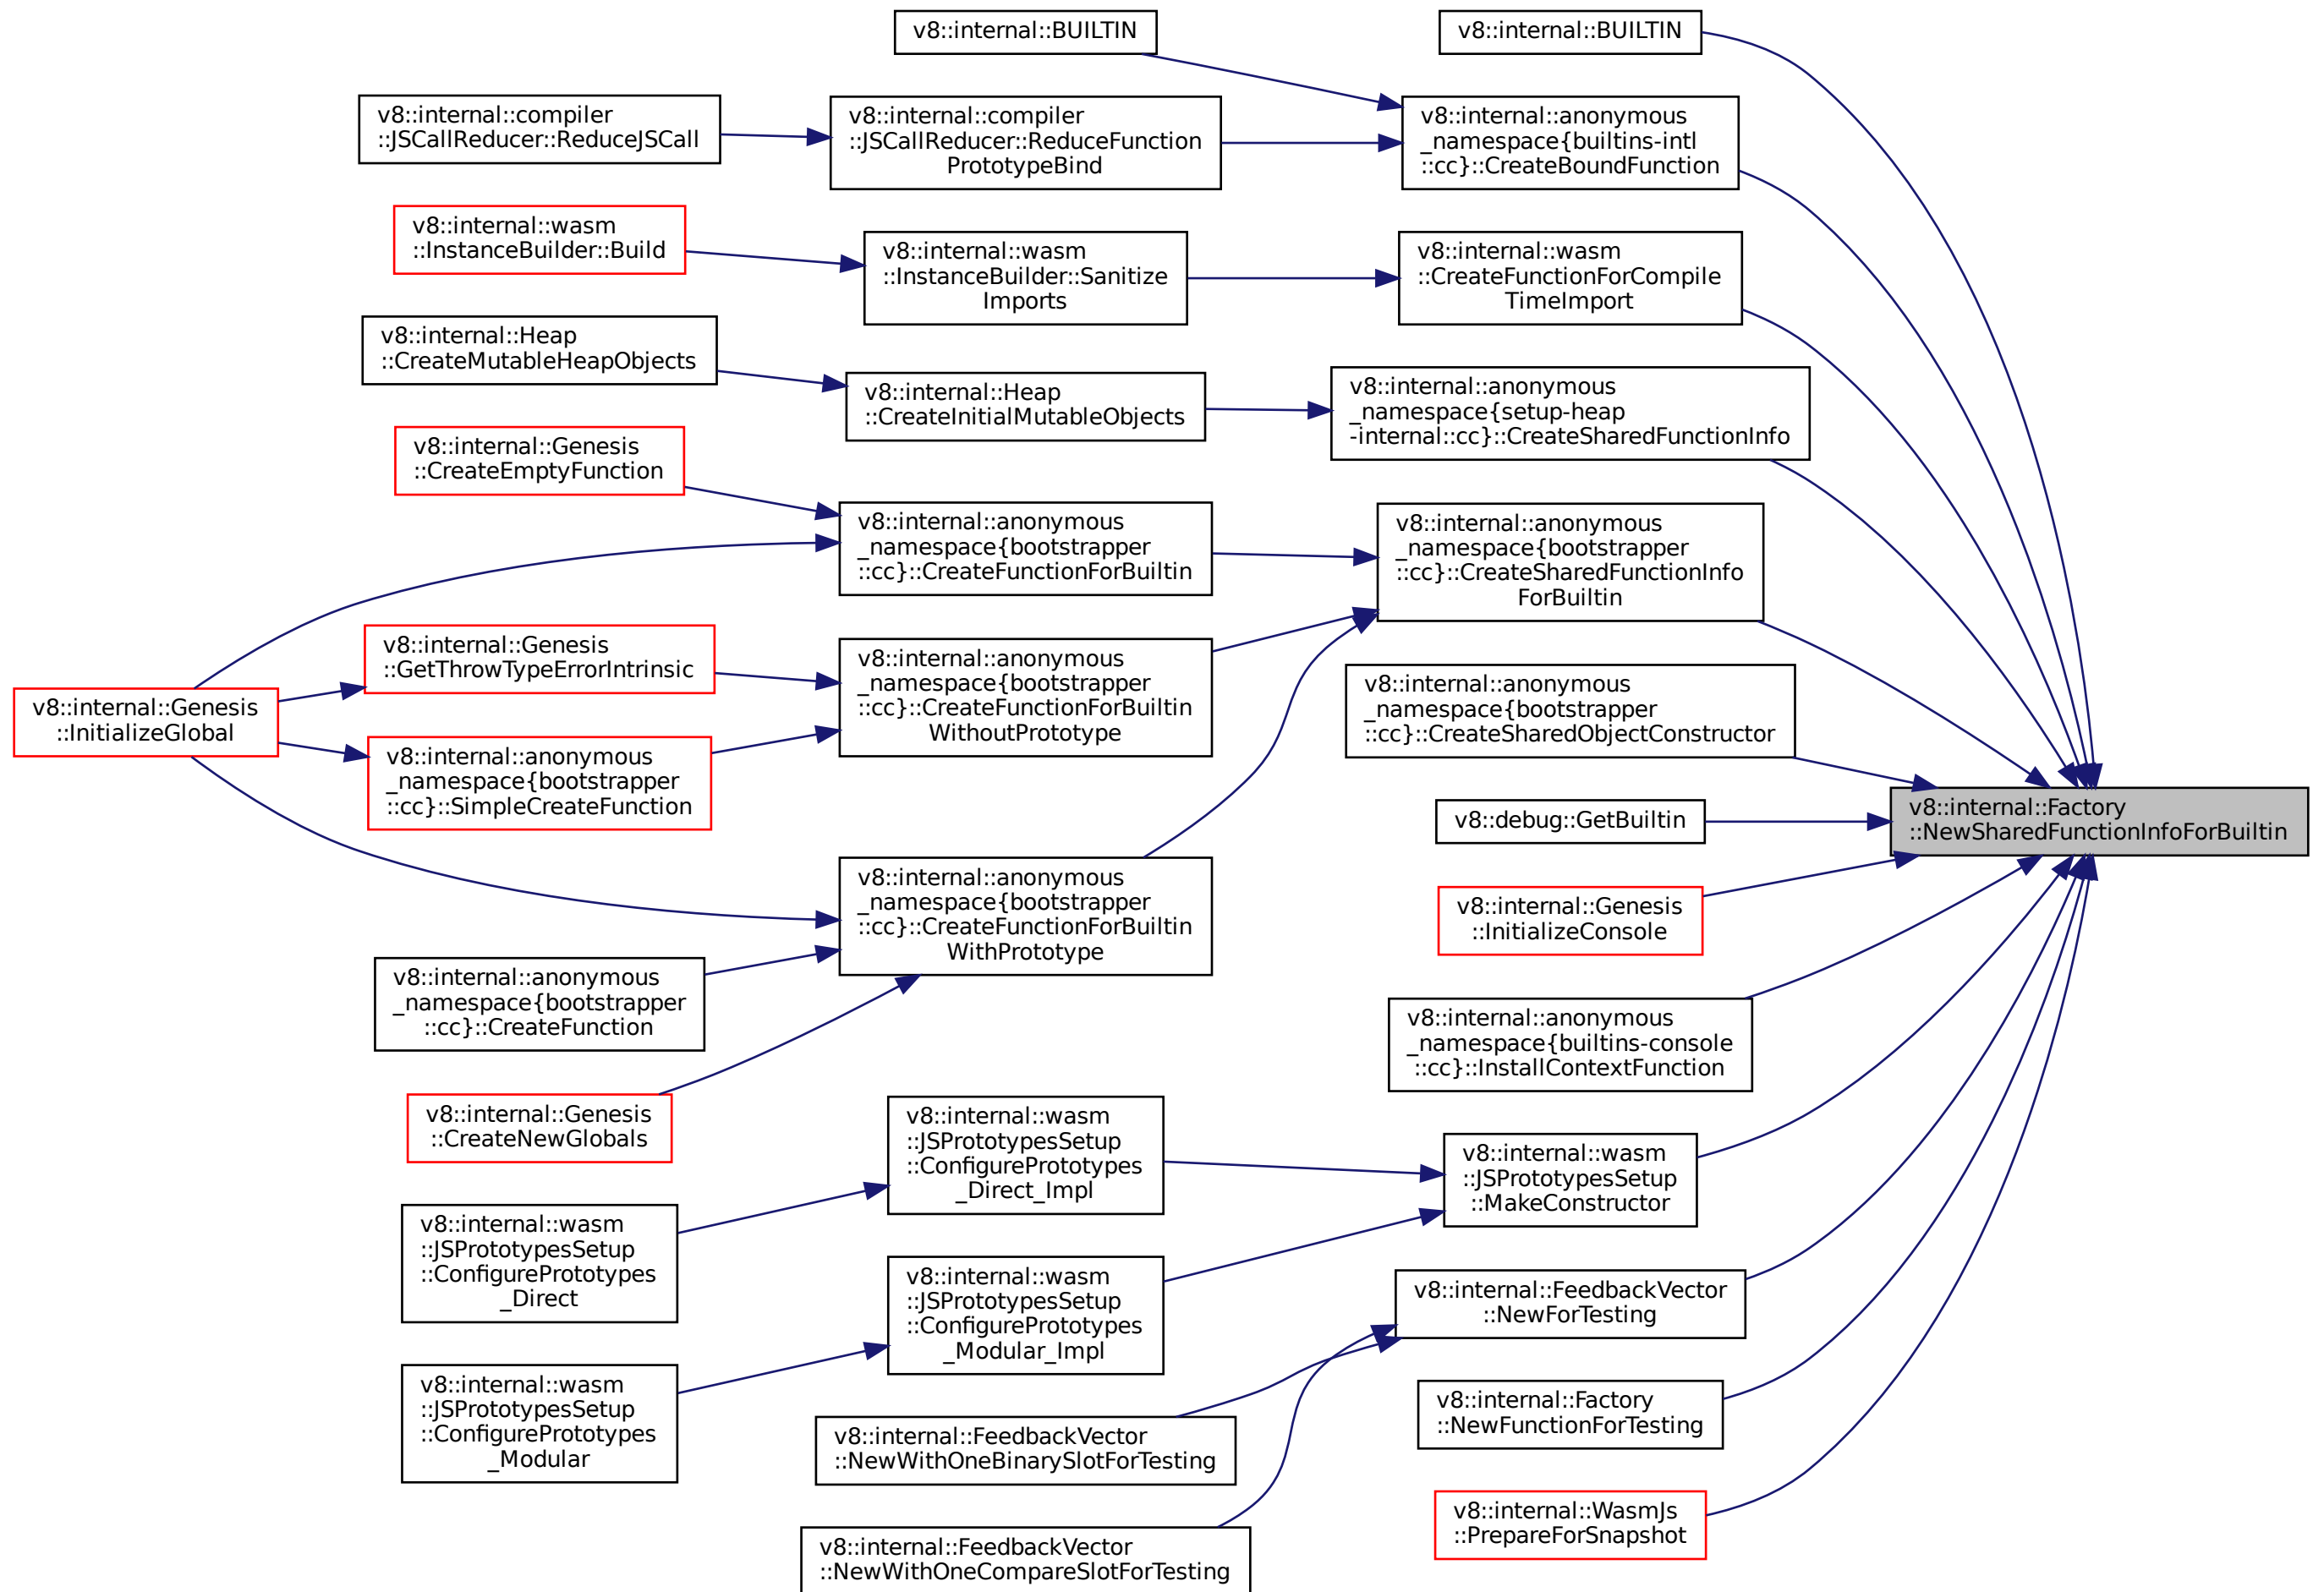 v8::internal::BUILTIN
v8::internal::BUILTIN
v8::internal::compiler
::JSCallReducer::ReduceJSCall
v8::internal::compiler
::JSCallReducer::ReduceFunction
PrototypeBind
v8::internal::anonymous
_namespace{builtins-intl
::cc}::CreateBoundFunction
v8::internal::wasm
::InstanceBuilder::Build
v8::internal::wasm
::InstanceBuilder::Sanitize
Imports
v8::internal::wasm
::CreateFunctionForCompile
TimeImport
v8::internal::Heap
::CreateMutableHeapObjects
v8::internal::Heap
::CreateInitialMutableObjects
v8::internal::anonymous
_namespace{setup-heap
-internal::cc}::CreateSharedFunctionInfo
v8::internal::Genesis
::CreateEmptyFunction
v8::internal::anonymous
_namespace{bootstrapper
::cc}::CreateFunctionForBuiltin
v8::internal::anonymous
_namespace{bootstrapper
::cc}::CreateSharedFunctionInfo
ForBuiltin
v8::internal::Genesis
::InitializeGlobal
v8::internal::Genesis
::GetThrowTypeErrorIntrinsic
v8::internal::anonymous
_namespace{bootstrapper
::cc}::CreateFunctionForBuiltin
WithoutPrototype
v8::internal::anonymous
_namespace{bootstrapper
::cc}::CreateSharedObjectConstructor
v8::internal::anonymous
_namespace{bootstrapper
::cc}::SimpleCreateFunction
v8::debug::GetBuiltin
v8::internal::Factory
::NewSharedFunctionInfoForBuiltin
v8::internal::anonymous
_namespace{bootstrapper
::cc}::CreateFunctionForBuiltin
WithPrototype
v8::internal::Genesis
::InitializeConsole
v8::internal::anonymous
_namespace{bootstrapper
::cc}::CreateFunction
v8::internal::anonymous
_namespace{builtins-console
::cc}::InstallContextFunction
v8::internal::Genesis
::CreateNewGlobals
v8::internal::wasm
::JSPrototypesSetup
::ConfigurePrototypes
_Direct_Impl
v8::internal::wasm
::JSPrototypesSetup
::MakeConstructor
v8::internal::wasm
::JSPrototypesSetup
::ConfigurePrototypes
_Direct
v8::internal::wasm
::JSPrototypesSetup
::ConfigurePrototypes
_Modular_Impl
v8::internal::FeedbackVector
::NewForTesting
v8::internal::wasm
::JSPrototypesSetup
::ConfigurePrototypes
_Modular
v8::internal::FeedbackVector
::NewWithOneBinarySlotForTesting
v8::internal::Factory
::NewFunctionForTesting
v8::internal::FeedbackVector
::NewWithOneCompareSlotForTesting
v8::internal::WasmJs
::PrepareForSnapshot